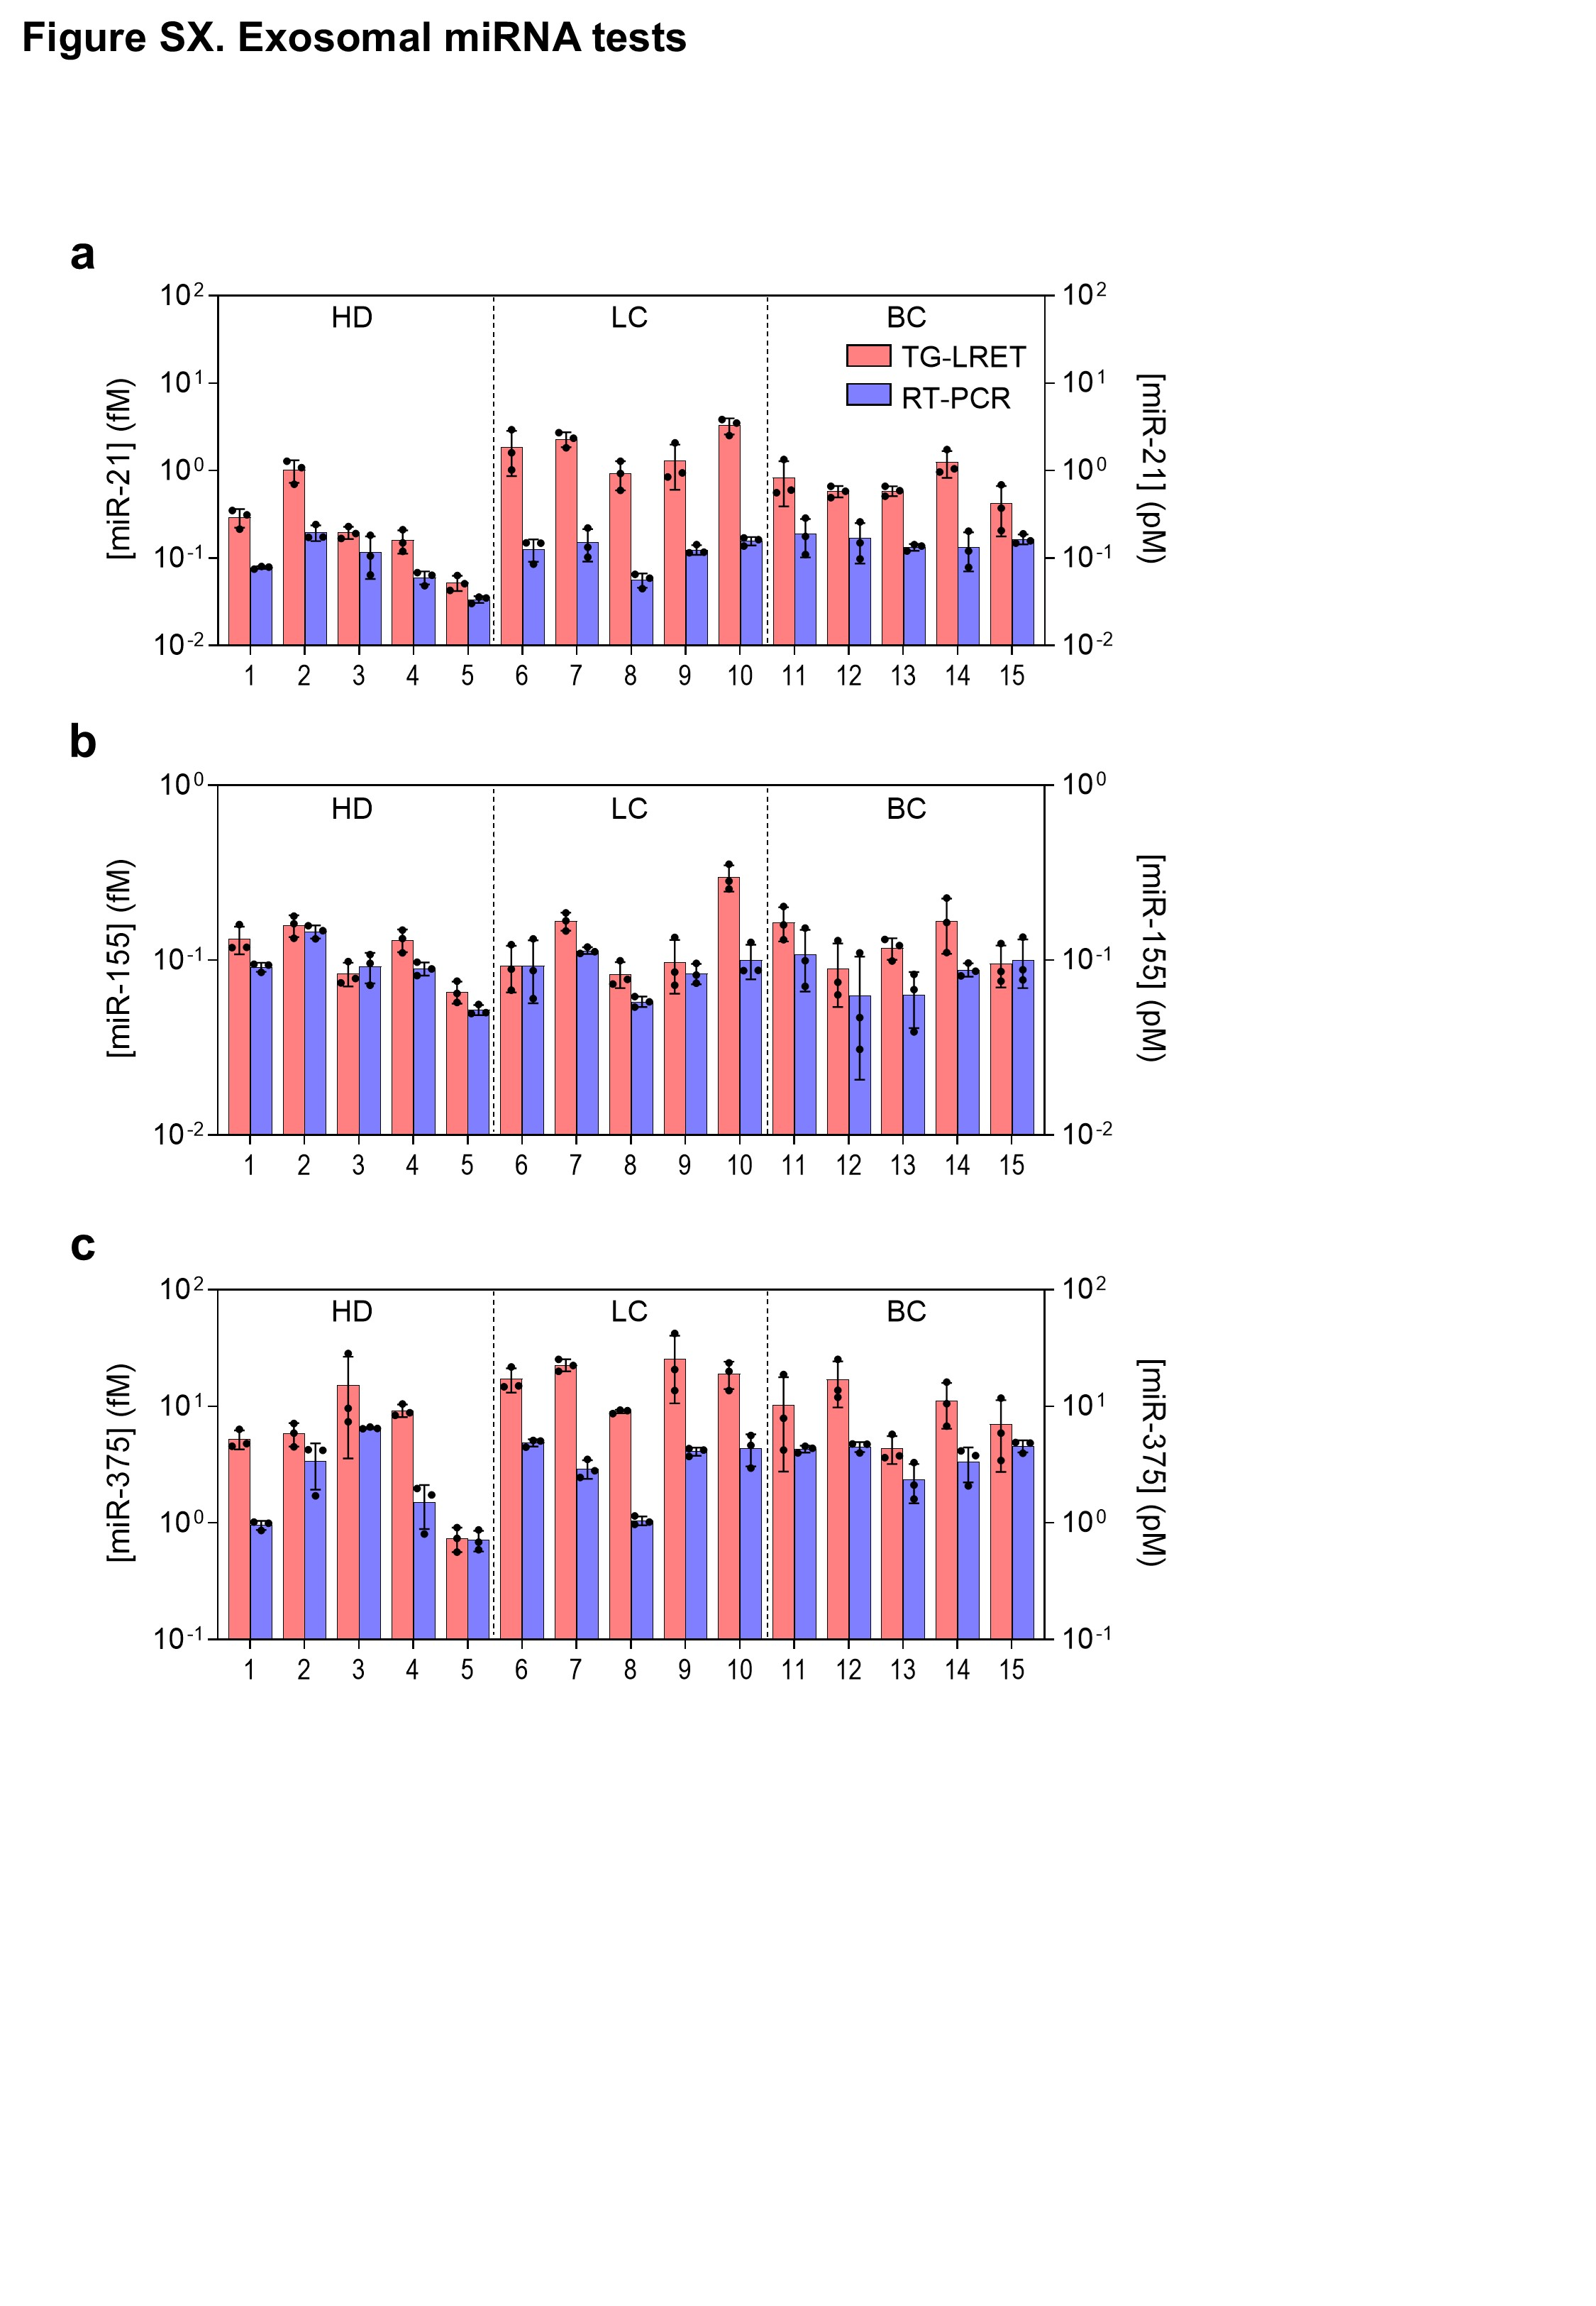 Figure SX. Exosomal miRNA tests
a
10² 10²
HD LC BC
TG-LRET
RT-PCR
10¹ 10¹
[miR-21] (fM) [miR-21] (pM)
10⁰ 10⁰
10⁻¹ 10⁻¹
10⁻² 10⁻²
1 2 3 4 5 6 7 8 9 10 11 12 13 14 15
b
10⁰ 10⁰
HD LC BC
[miR-155] (fM) [miR-155] (pM)
10⁻¹ 10⁻¹
10⁻² 10⁻²
1 2 3 4 5 6 7 8 9 10 11 12 13 14 15
c
10² 10²
HD LC BC
10¹ 10¹
[miR-375] (fM) [miR-375] (pM)
10⁰ 10⁰
10⁻¹ 10⁻¹
1 2 3 4 5 6 7 8 9 10 11 12 13 14 15